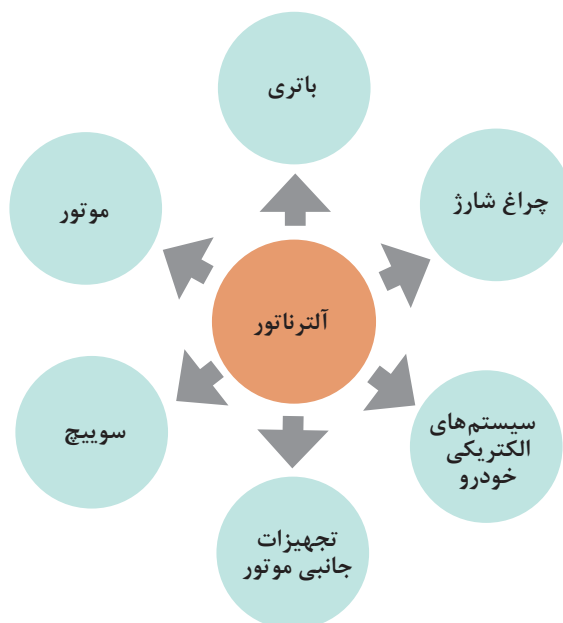 باتری
چراغ شارژ
موتور
آلترناتور
سیستم‌های
الکتریکی
خودرو
سوییچ
تجهیزات
جانبی موتور